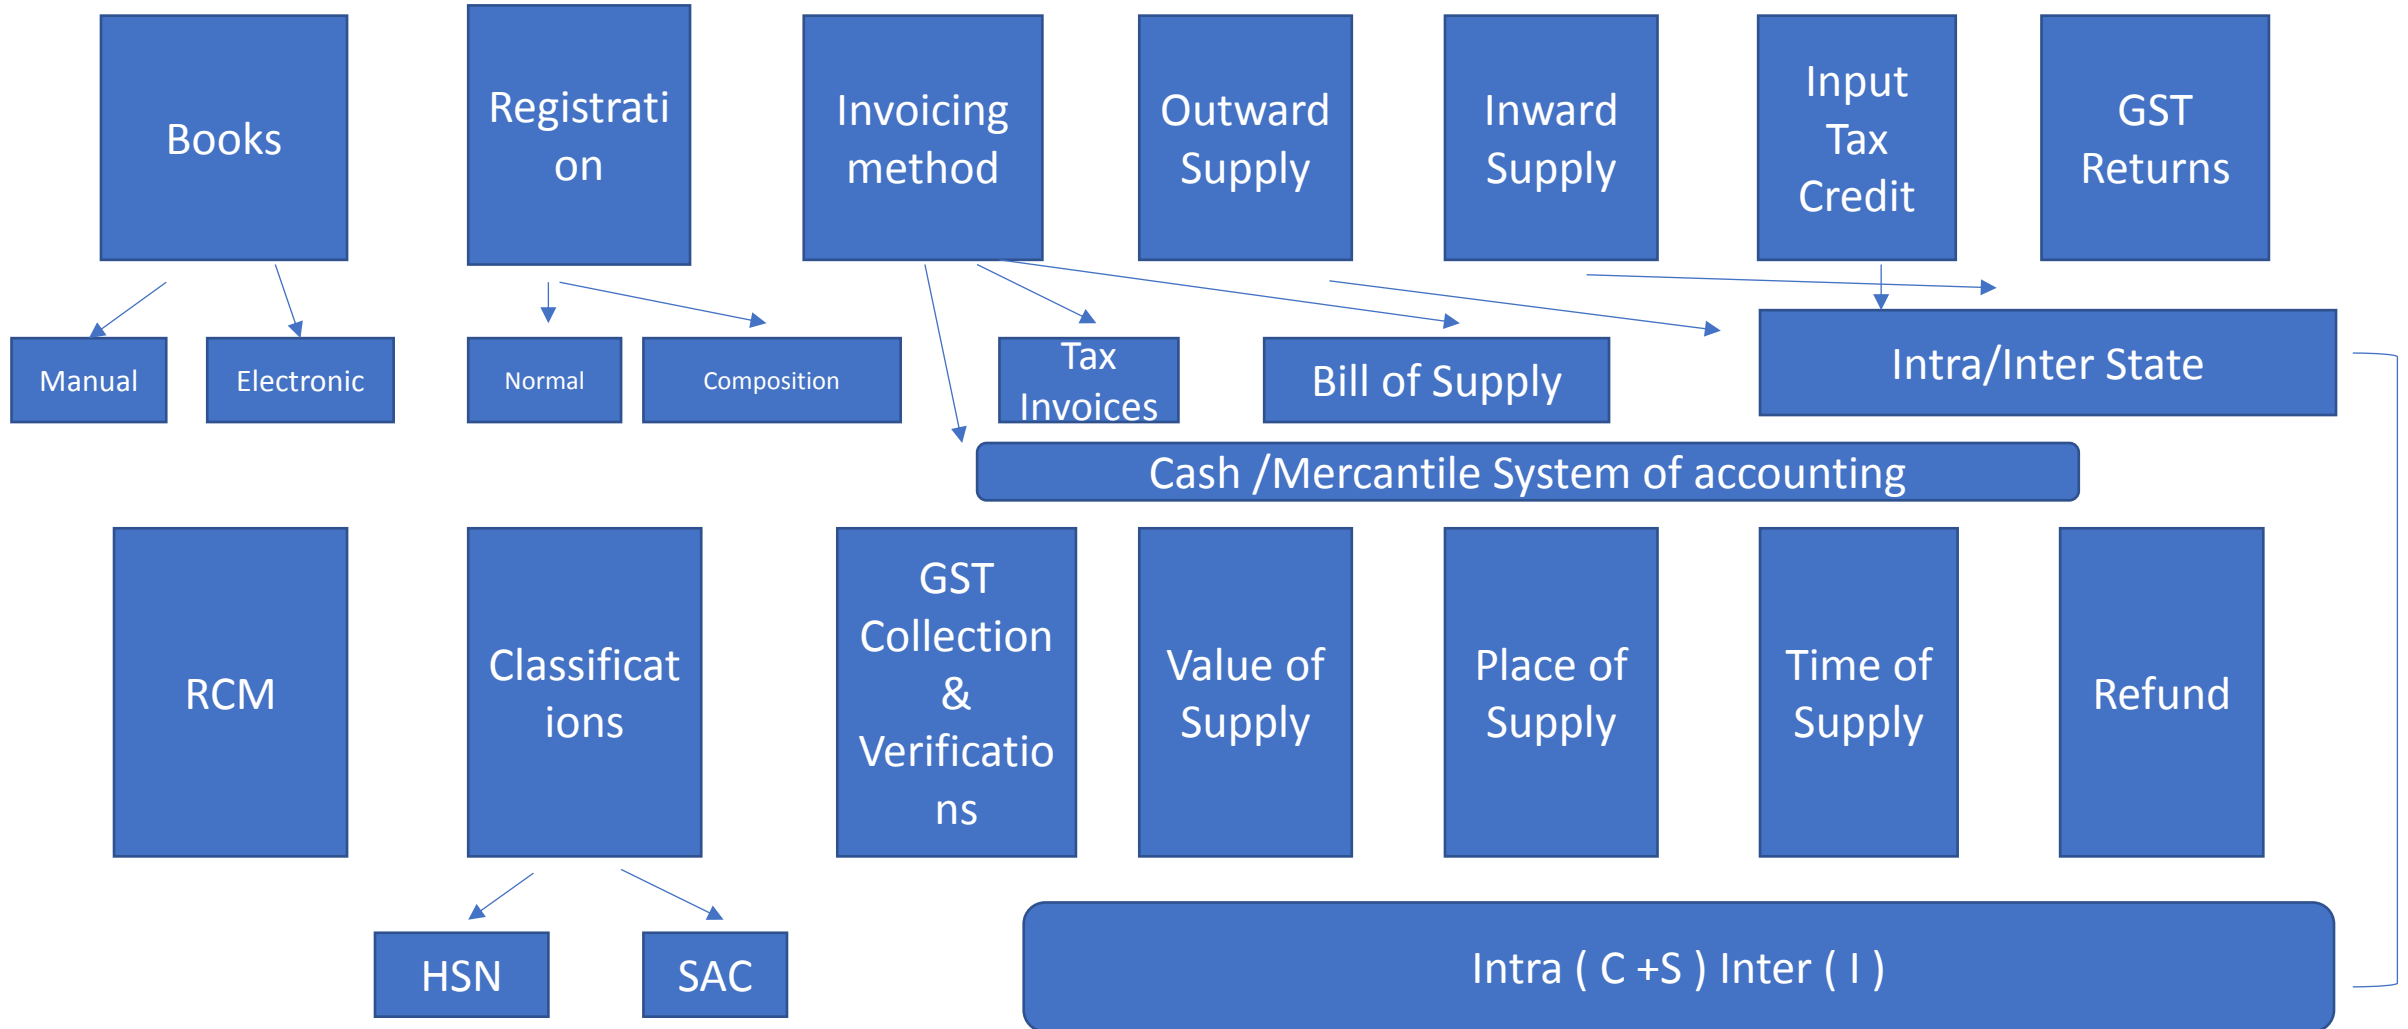 Books
Registrati
on
Invoicing
method
Outward
Supply
Inward
Supply
Input
Tax
Credit
GST
Returns
Manual
Electronic
Normal
Composition
Tax
Invoices
Bill of Supply
Intra/Inter State
Cash /Mercantile System of accounting
RCM
Classificat
ions
GST
Collection
&
Verificatio
ns
Value of
Supply
Place of
Supply
Time of
Supply
Refund
HSN
SAC
Intra ( C +S ) Inter ( I )